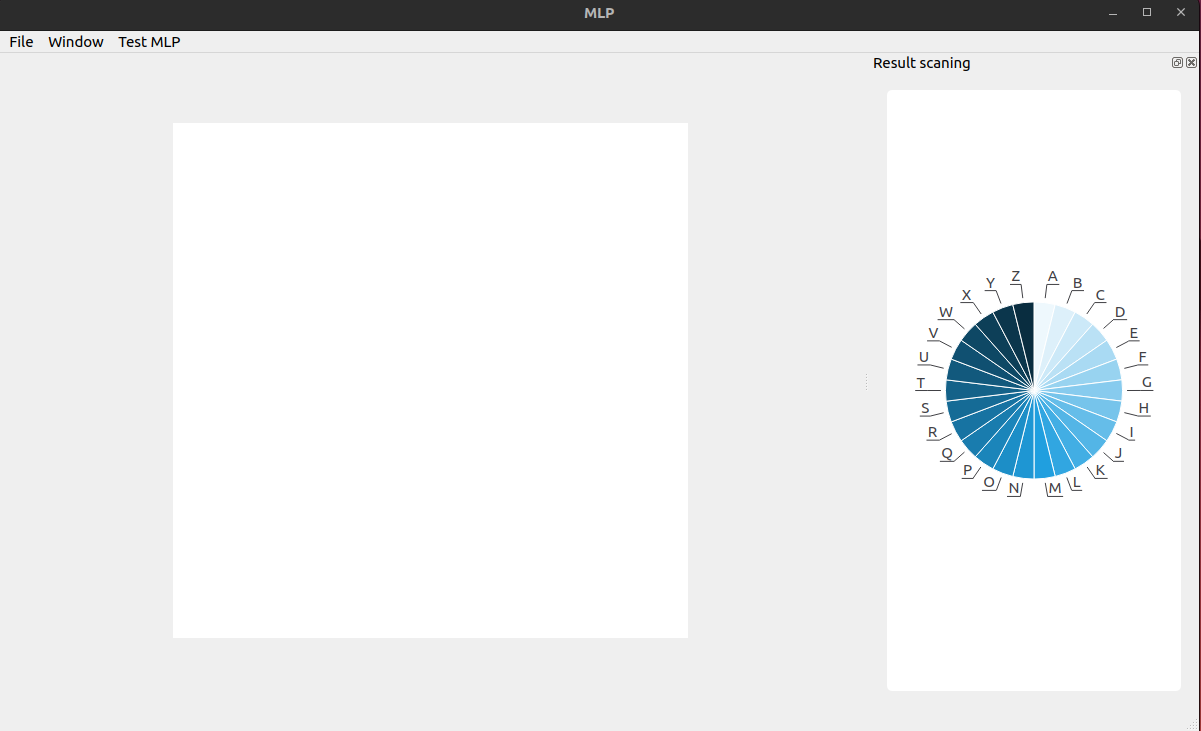 MLP
File Window Test MLP
Result scaning
Z A
Y B
X C
W D
V E
U F
T G
S H
R I
Q J
P K
O N M L